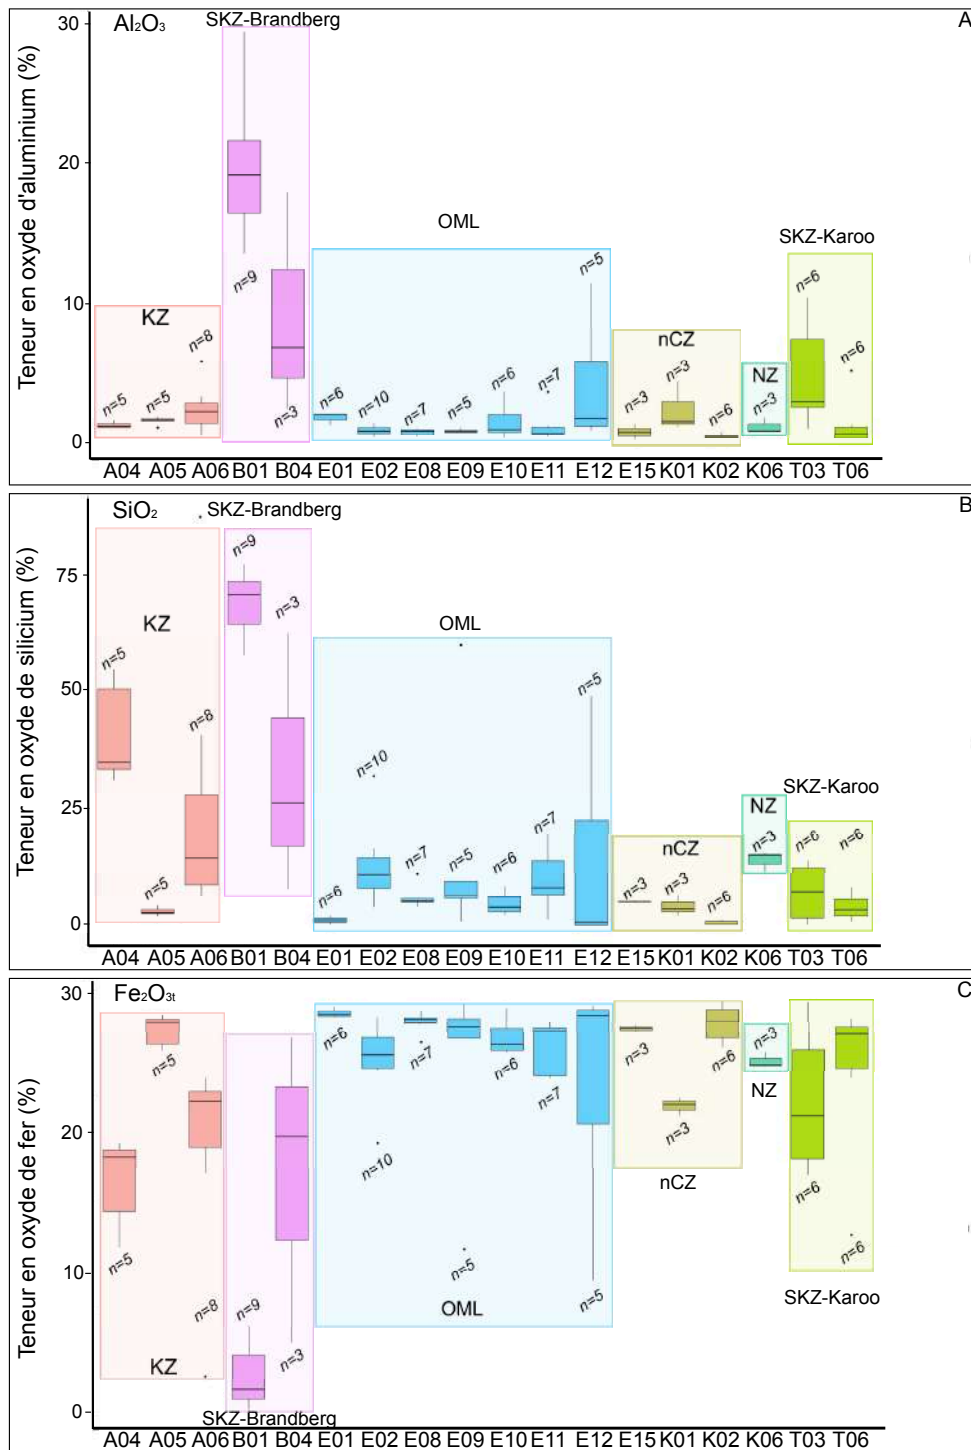 Al₂O₃
SKZ-Brandberg
A
Teneur en oxyde d'aluminium (%)
30
20
10
0
KZ
OML
nCZ
NZ
SKZ-Karoo
n=5
n=5
n=8
n=9
n=3
n=6
n=10
n=7
n=5
n=6
n=7
n=5
n=3
n=3
n=6
n=3
n=6
n=6
A04 A05 A06 B01 B04 E01 E02 E08 E09 E10 E11 E12 E15 K01 K02 K06 T03 T06
SiO₂
SKZ-Brandberg
B
Teneur en oxyde de silicium (%)
75
50
25
0
KZ
OML
nCZ
NZ
SKZ-Karoo
n=5
n=5
n=8
n=9
n=3
n=6
n=10
n=7
n=5
n=6
n=7
n=5
n=3
n=3
n=6
n=3
n=6
n=6
A04 A05 A06 B01 B04 E01 E02 E08 E09 E10 E11 E12 E15 K01 K02 K06 T03 T06
Fe₂O₃t
C
Teneur en oxyde de fer (%)
30
20
10
0
KZ
SKZ-Brandberg
OML
nCZ
NZ
SKZ-Karoo
n=5
n=5
n=8
n=9
n=3
n=6
n=10
n=7
n=5
n=6
n=7
n=5
n=3
n=3
n=6
n=3
n=6
n=6
A04 A05 A06 B01 B04 E01 E02 E08 E09 E10 E11 E12 E15 K01 K02 K06 T03 T06